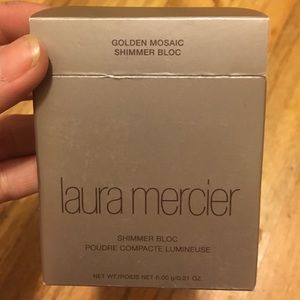 GOLDEN MOSAIC
SHIMMER BLOC
laura mercier
SHIMMER BLOC
POUDRE COMPACTE LUMINEUSE
NET WT./POIDS NET 6.00 g/0.21 OZ.